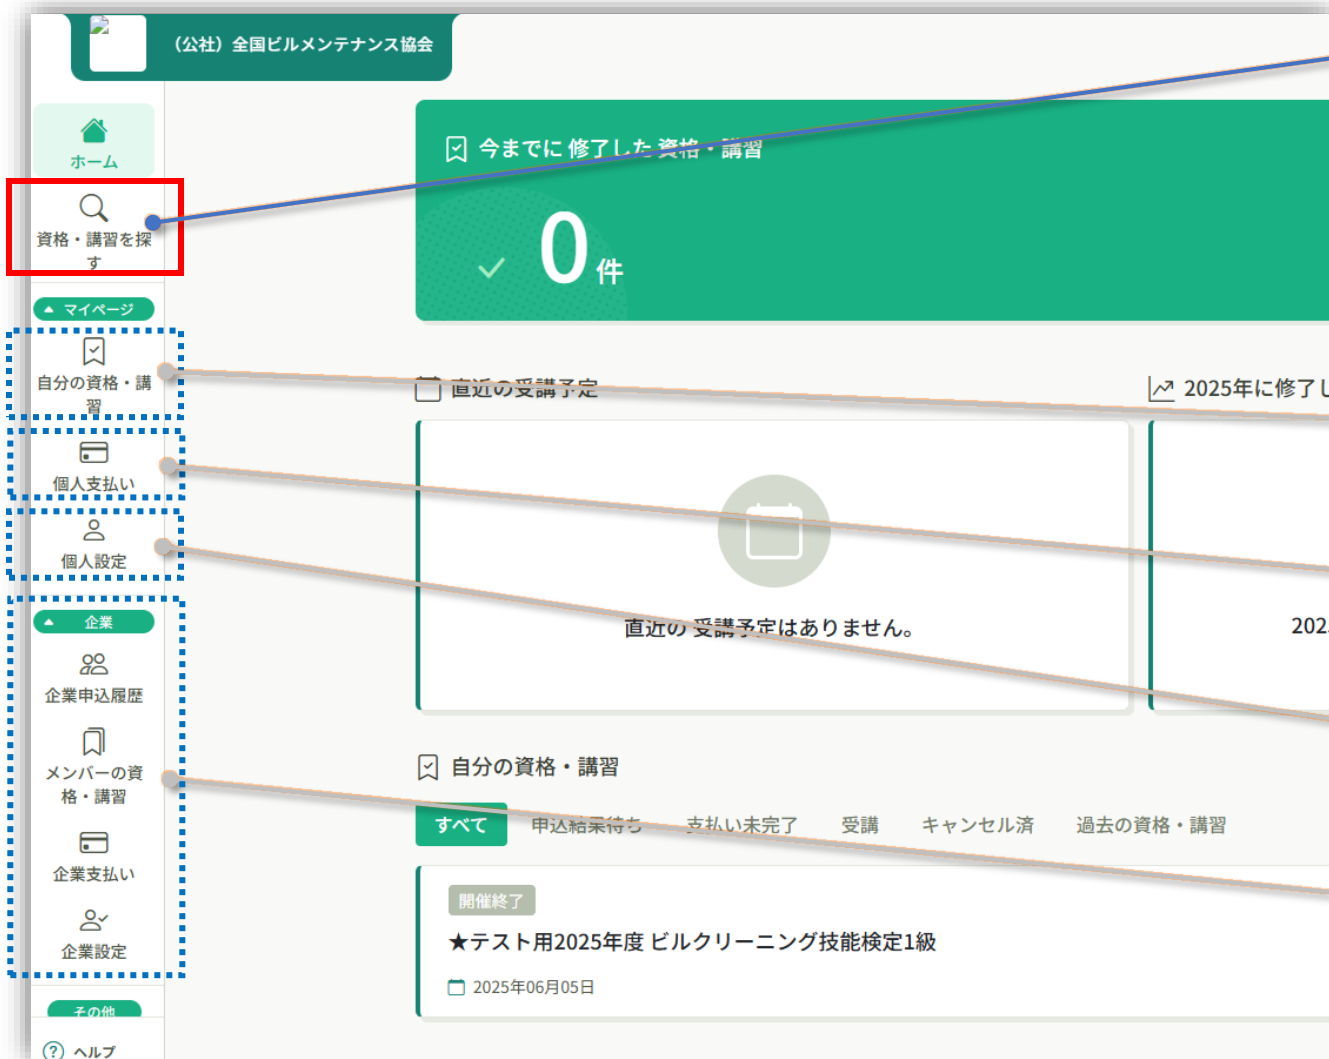 （公社）全国ビルメンテナンス協会
ホーム
資格・講習を探
す
マイページ
自分の資格・講
習
個人支払い
個人設定
企業
企業申込履歴
メンバーの資
格・講習
企業支払い
企業設定
その他
ヘルプ
今までに 修了した 資格・講習
0 件
直近の受講予定
直近の 受講予定はありません。
2025年に修了し
202
自分の資格・講習
すべて 申込結果待ち 支払い未完了 受講 キャンセル済 過去の資格・講習
開催終了
★テスト用2025年度 ビルクリーニング技能検定1級
2025年06月05日